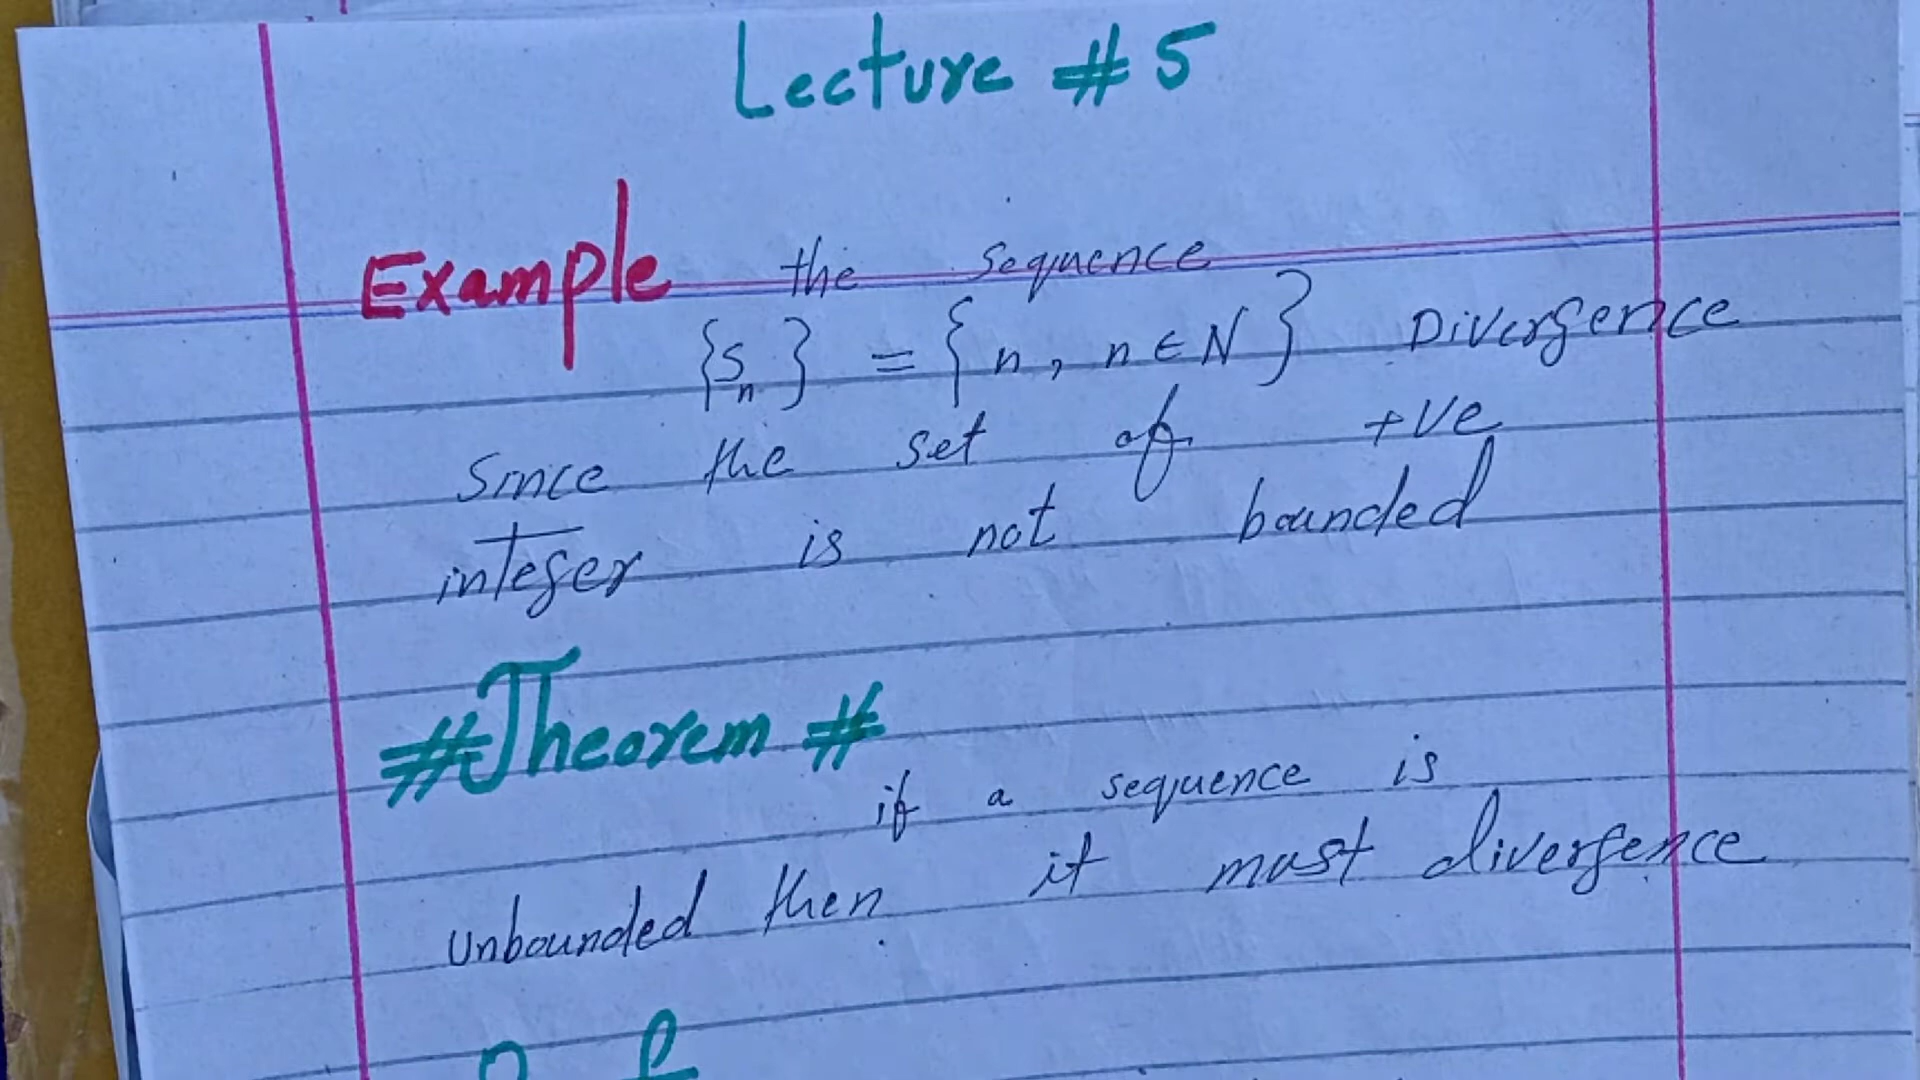 Lecture # 5
Example the sequence
{Sn} = {n, n ∈ N} Divergence
Since the set of +ve
integer is not bounded
#Theorem #
if a sequence is
unbounded then it must divergence